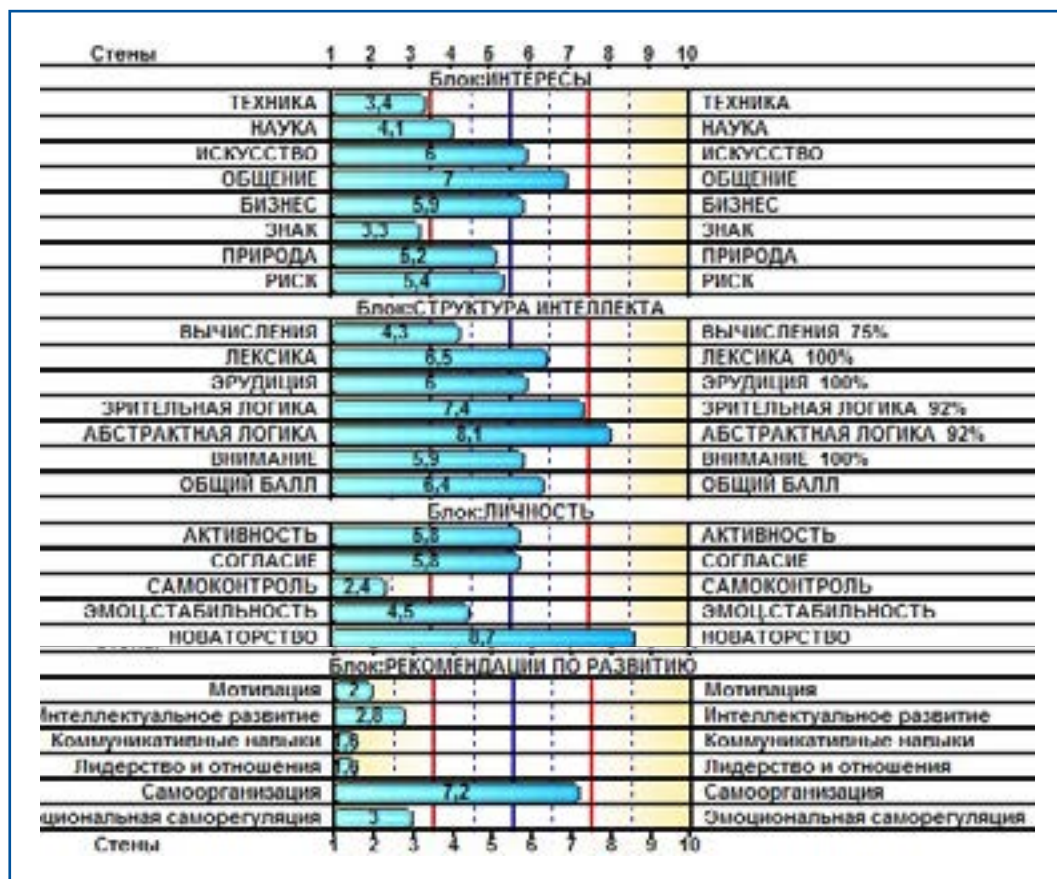 Стены 1 2 3 4 5 6 7 8 9 10
Блок:ИНТЕРЕСЫ
ТЕХНИКА 3,4 ТЕХНИКА
НАУКА 4,1 НАУКА
ИСКУССТВО 6 ИСКУССТВО
ОБЩЕНИЕ 7 ОБЩЕНИЕ
БИЗНЕС 5,9 БИЗНЕС
ЗНАК 3,3 ЗНАК
ПРИРОДА 5,2 ПРИРОДА
РИСК 5,4 РИСК
Блок:СТРУКТУРА ИНТЕЛЛЕКТА
ВЫЧИСЛЕНИЯ 4,3 ВЫЧИСЛЕНИЯ 75%
ЛЕКСИКА 6,5 ЛЕКСИКА 100%
ЭРУДИЦИЯ 6 ЭРУДИЦИЯ 100%
ЗРИТЕЛЬНАЯ ЛОГИКА 7,4 ЗРИТЕЛЬНАЯ ЛОГИКА 92%
АБСТРАКТНАЯ ЛОГИКА 8,1 АБСТРАКТНАЯ ЛОГИКА 92%
ВНИМАНИЕ 5,9 ВНИМАНИЕ 100%
ОБЩИЙ БАЛЛ 6,4 ОБЩИЙ БАЛЛ
Блок:ЛИЧНОСТЬ
АКТИВНОСТЬ 5,8 АКТИВНОСТЬ
СОГЛАСИЕ 5,8 СОГЛАСИЕ
САМОКОНТРОЛЬ 2,4 САМОКОНТРОЛЬ
ЭМОЦ.СТАБИЛЬНОСТЬ 4,5 ЭМОЦ.СТАБИЛЬНОСТЬ
НОВАТОРСТВО 8,7 НОВАТОРСТВО
Блок:РЕКОМЕНДАЦИИ ПО РАЗВИТИЮ
Мотивация 2 Мотивация
Интеллектуальное развитие 2,8 Интеллектуальное развитие
Коммуникативные навыки Коммуникативные навыки
Лидерство и отношения Лидерство и отношения
Самоорганизация 7,2 Самоорганизация
оциональная саморегуляция 3 Эмоциональная саморегуляция
Стены 1 2 3 4 5 6 7 8 9 10